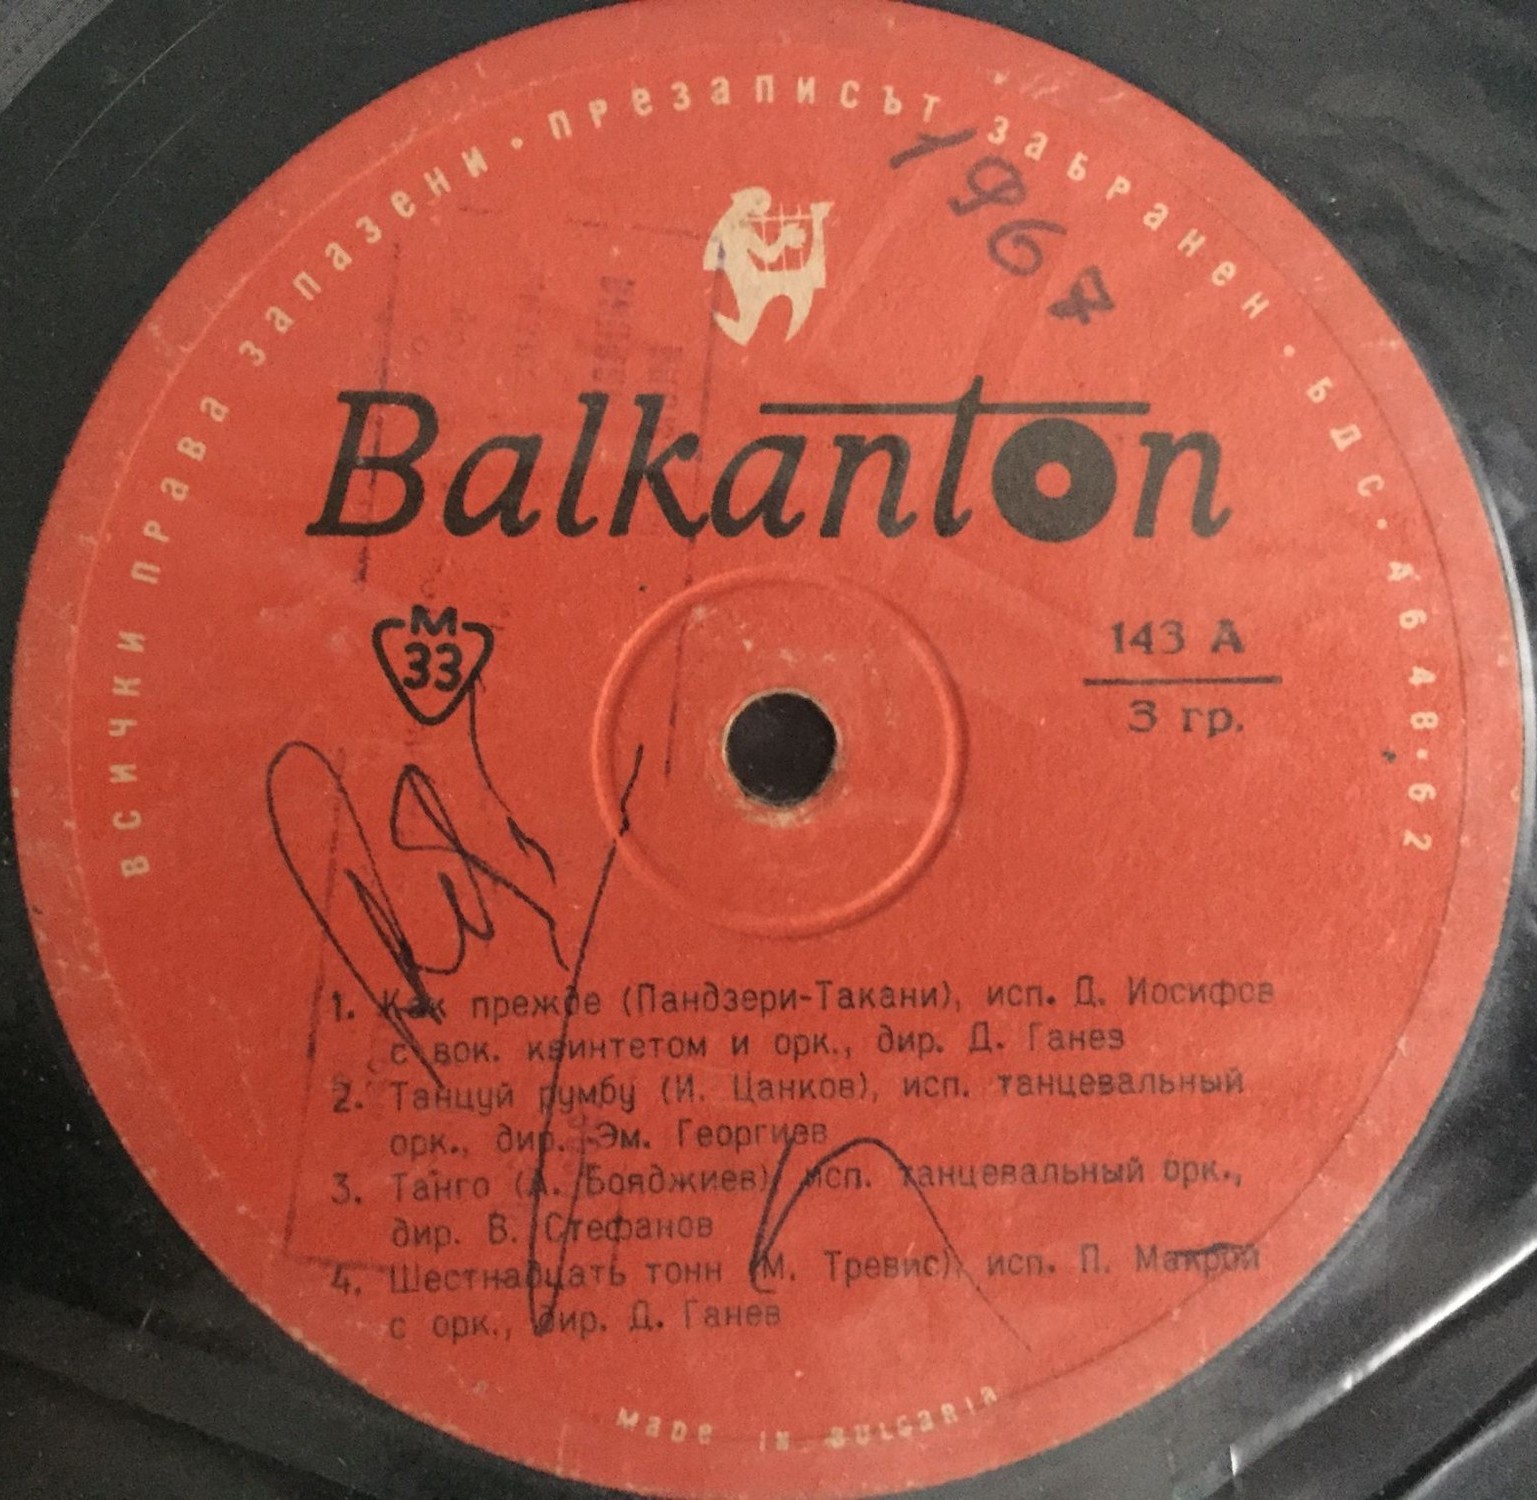 ВСИЧКИ ПРАВА ЗАПАЗЕНИ · ПРЕЗАПИСЪТ ЗАБРАНЕН · БДС · 4648 · 62
1967
Balkanton
М
33
143 А
3 гр.
1. Как прежде (Пандзери-Такани), исп. Д. Иосифов
с вок. квинтетом и орк., дир. Д. Ганев
2. Танцуй румбу (И. Цанков), исп. танцевальный
орк., дир. Эм. Георгиев
3. Танго (А. Бояджиев), исп. танцевальный орк.,
дир. В. Стефанов
4. Шестнадцать тонн (М. Тревис), исп. П. Макрой
с орк., дир. Д. Ганев
MADE IN BULGARIA